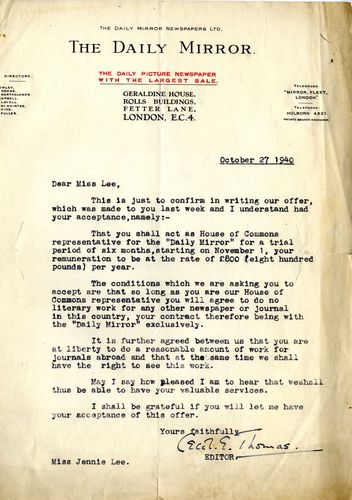 THE DAILY MIRROR NEWSPAPERS LTD.
THE DAILY MIRROR.
THE DAILY PICTURE NEWSPAPER
WITH THE LARGEST SALE.
GERALDINE HOUSE,
ROLLS BUILDINGS,
FETTER LANE,
LONDON, E.C.4.
DIRECTORS.
TELEGRAMS
"MIRROR, FLEET,
LONDON."
TELEPHONE
HOLBORN 4321.
PRIVATE BRANCH EXCHANGE.
October 27 1940
Dear Miss Lee,
This is just to confirm in writing our offer,
which was made to you last week and I understand had
your acceptance,namely:-
That you shall act as House of Commons
representative for the "Daily Mirror" for a trial
period of six months,starting on November 1, your
remuneration to be at the rate of £800 (eight hundred
pounds) per year.
The conditions which we are asking you to
accept are that so long as you are our House of
Commons representative you will agree to do no
literary work for any other newspaper or journal
in this country, your contract therefore being with
the "Daily Mirror" exclusively.
It is further agreed between us that you are
at liberty to do a reasonable amount of work for
journals abroad and that at the same time we shall
have the right to see this work.
May I say how pleased I am to hear that weshall
thus be able to have your valuable services.
I shall be grateful if you will let me have
your acceptance of this offer.
Yours faithfully
Cecil E. Thomas.
EDITOR.
Miss Jennie Lee.